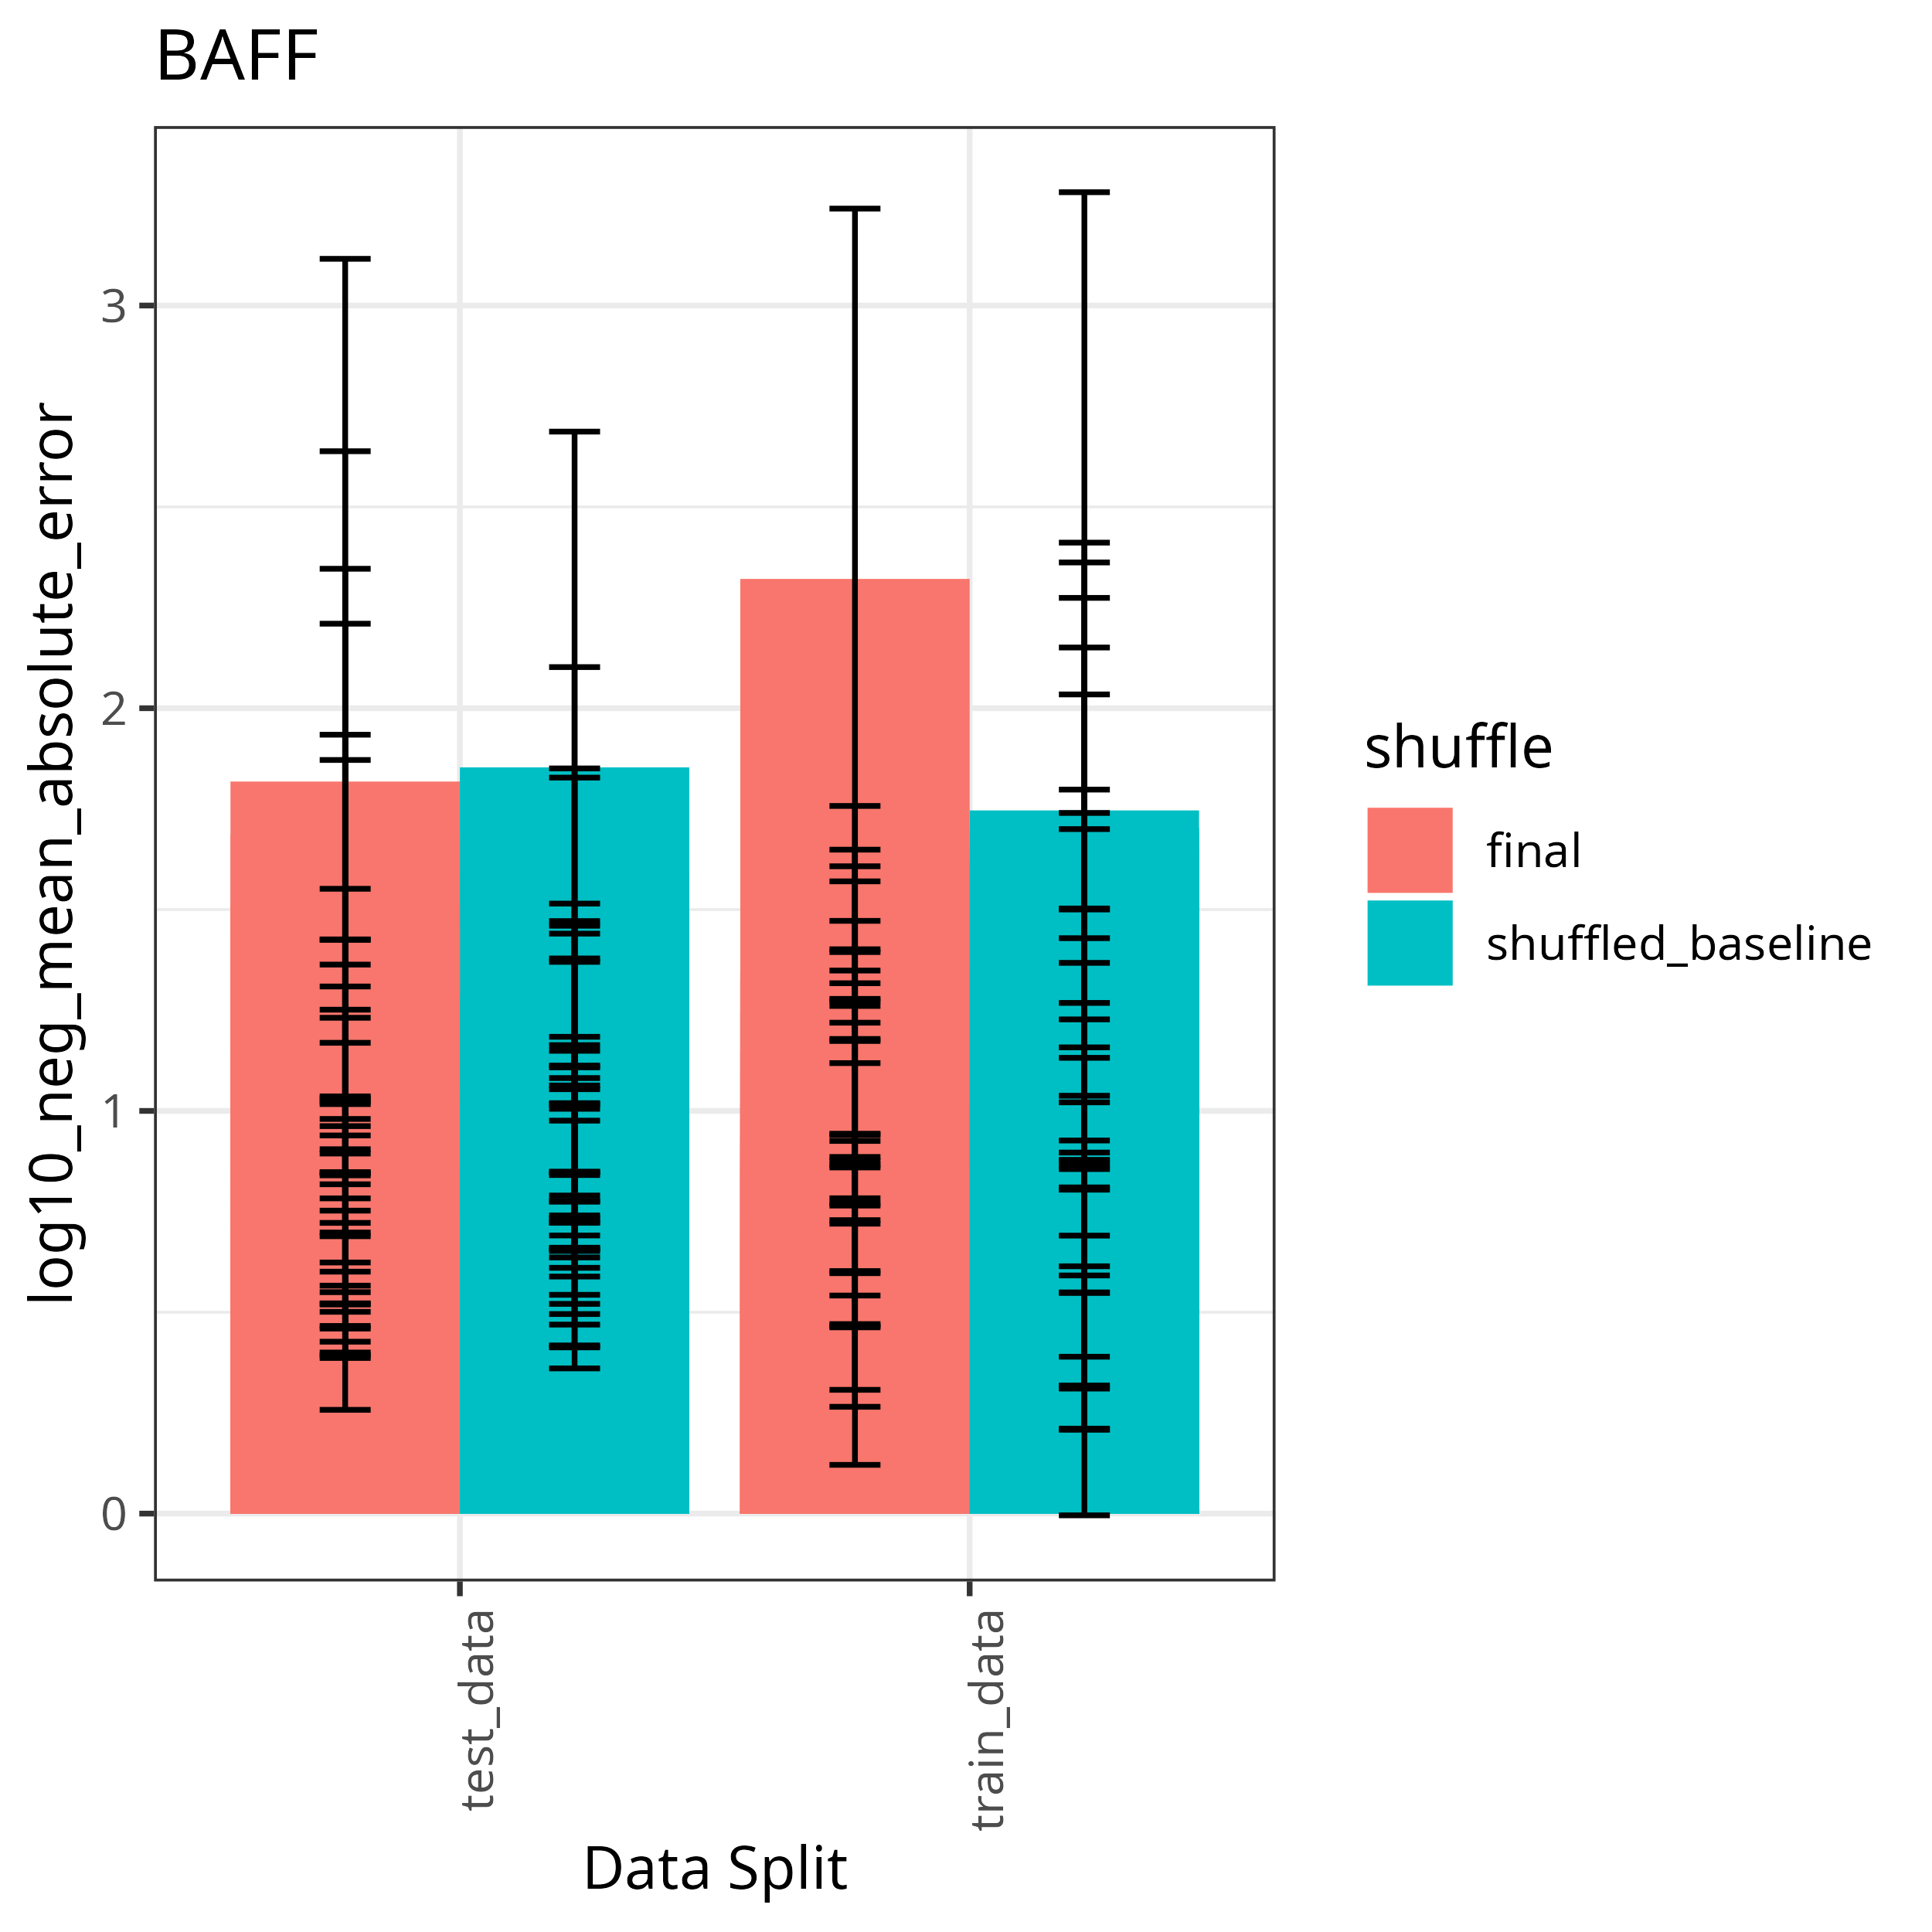 BAFF
log10_neg_mean_absolute_error
3
2
1
0
test_data
train_data
Data Split
shuffle
final
shuffled_baseline